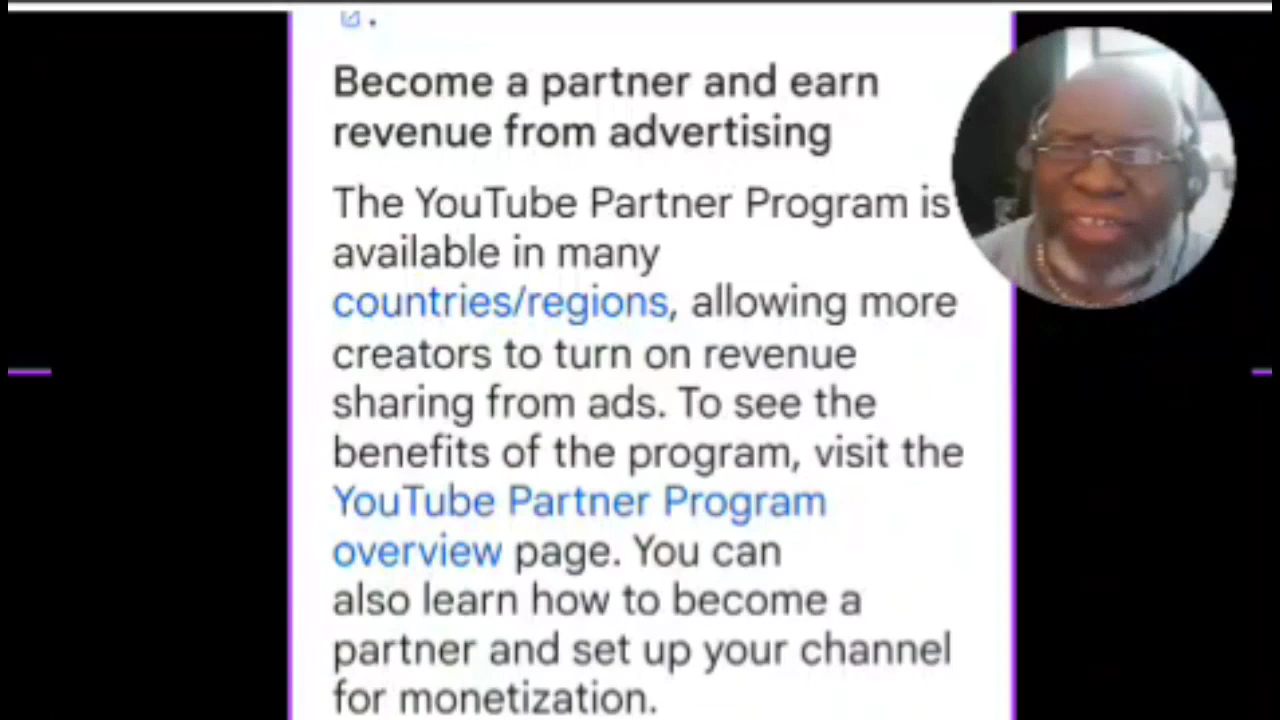 .
Become a partner and earn
revenue from advertising
The YouTube Partner Program is
available in many
countries/regions, allowing more
creators to turn on revenue
sharing from ads. To see the
benefits of the program, visit the
YouTube Partner Program
overview page. You can
also learn how to become a
partner and set up your channel
for monetization.